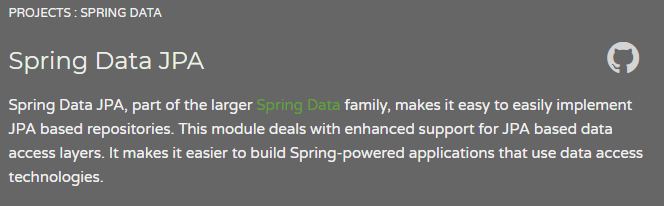 PROJECTS : SPRING DATA
Spring Data JPA
Spring Data JPA, part of the larger Spring Data family, makes it easy to easily implement
JPA based repositories. This module deals with enhanced support for JPA based data
access layers. It makes it easier to build Spring-powered applications that use data access
technologies.